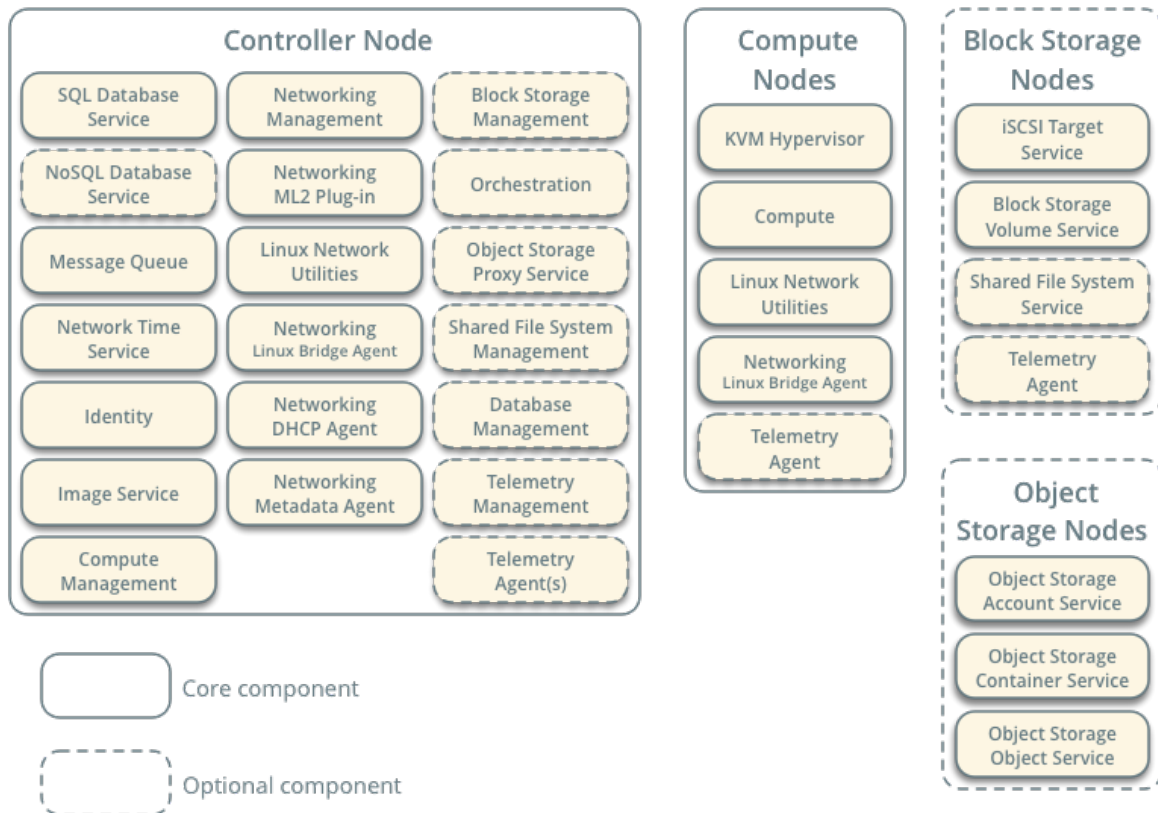 Controller Node
SQL Database
Service
NoSQL Database
Service
Message Queue
Network Time
Service
Identity
Image Service
Compute
Management
Networking
Management
Networking
ML2 Plug-in
Linux Network
Utilities
Networking
Linux Bridge Agent
Networking
DHCP Agent
Networking
Metadata Agent
Block Storage
Management
Orchestration
Object Storage
Proxy Service
Shared File System
Management
Database
Management
Telemetry
Management
Telemetry
Agent(s)
Compute
Nodes
KVM Hypervisor
Compute
Linux Network
Utilities
Networking
Linux Bridge Agent
Telemetry
Agent
Block Storage
Nodes
iSCSI Target
Service
Block Storage
Volume Service
Shared File System
Service
Telemetry
Agent
Object
Storage Nodes
Object Storage
Account Service
Object Storage
Container Service
Object Storage
Object Service
Core component
Optional component